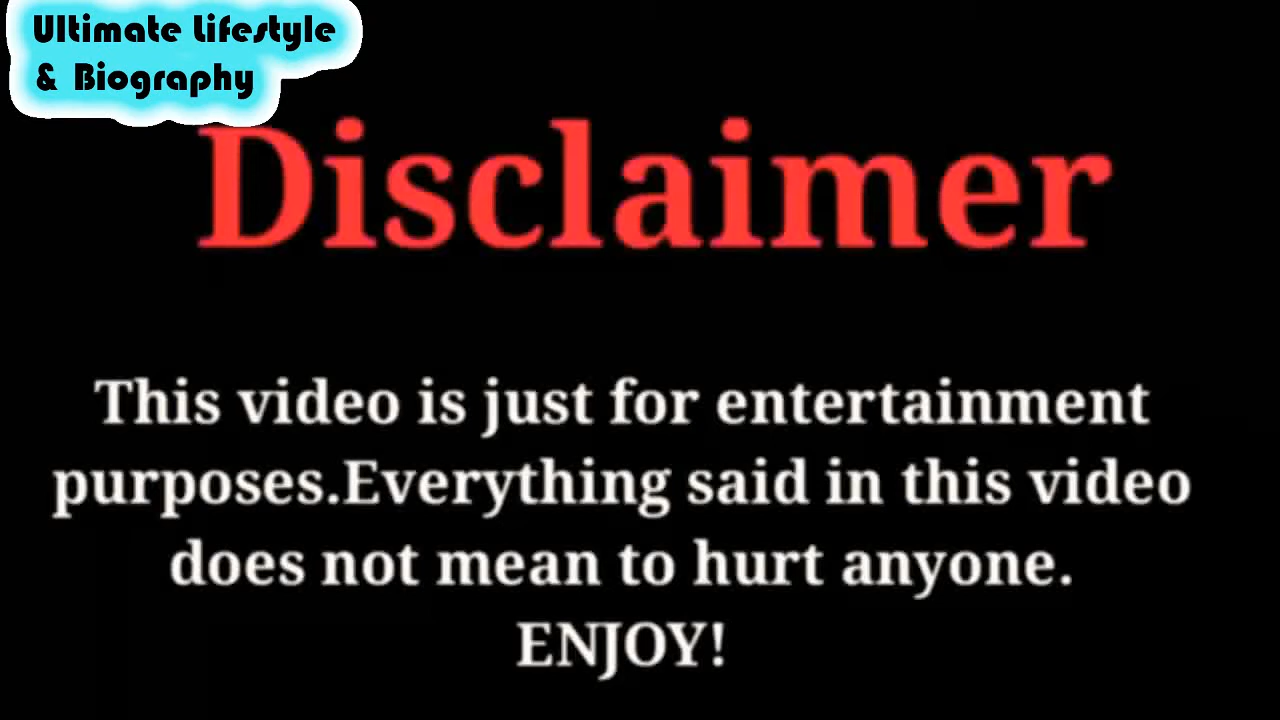 Ultimate Lifestyle
& Biography
Disclaimer
This video is just for entertainment
purposes.Everything said in this video
does not mean to hurt anyone.
ENJOY!